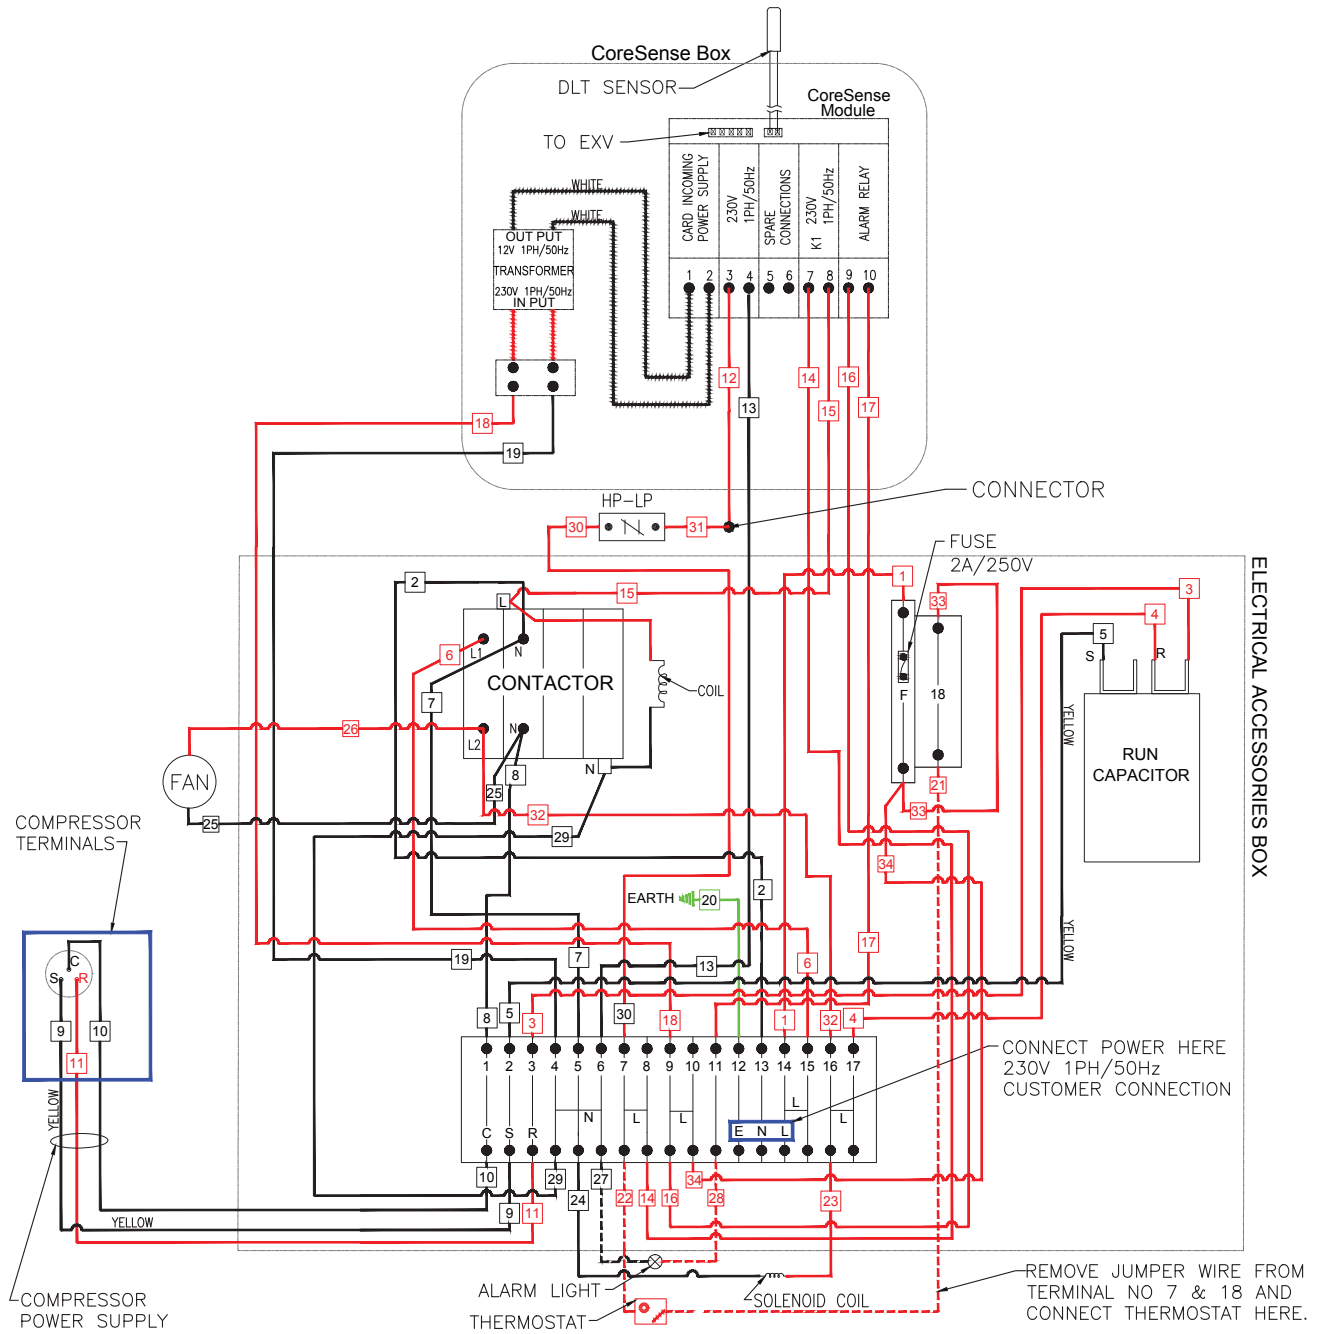 CoreSense Box
DLT SENSOR
CoreSense
Module
TO EXV
CARD INCOMING
POWER SUPPLY
230V
1PH/50Hz
SPARE
CONNECTIONS
K1 230V
1PH/50Hz
ALARM RELAY
1 2 3 4 5 6 7 8 9 10
WHITE
WHITE
OUT PUT
12V 1PH/50Hz
TRANSFORMER
230V 1PH/50Hz
IN PUT
12
14
16
13
15
17
18
19
HP-LP
30
31
CONNECTOR
FUSE
2A/250V
ELECTRICAL ACCESSORIES BOX
2
L
15
1
33
3
4
5
S
R
6
L1
N
CONTACTOR
7
COIL
F
18
YELLOW
RUN
CAPACITOR
26
L2
N
N
8
FAN
25
25
32
29
21
33
34
COMPRESSOR
TERMINALS
EARTH
20
2
17
YELLOW
19
7
13
6
C
S
R
9
10
11
8
5
3
30
18
1
32
4
1 2 3 4 5 6 7 8 9 10 11 12 13 14 15 16 17
CONNECT POWER HERE
230V 1PH/50Hz
CUSTOMER CONNECTION
N
L
L
L
L
C S R
E N L
YELLOW
10
29
27
34
24
22
14
16
28
23
9
11
YELLOW
ALARM LIGHT
THERMOSTAT
SOLENOID COIL
COMPRESSOR
POWER SUPPLY
REMOVE JUMPER WIRE FROM
TERMINAL NO 7 & 18 AND
CONNECT THERMOSTAT HERE.